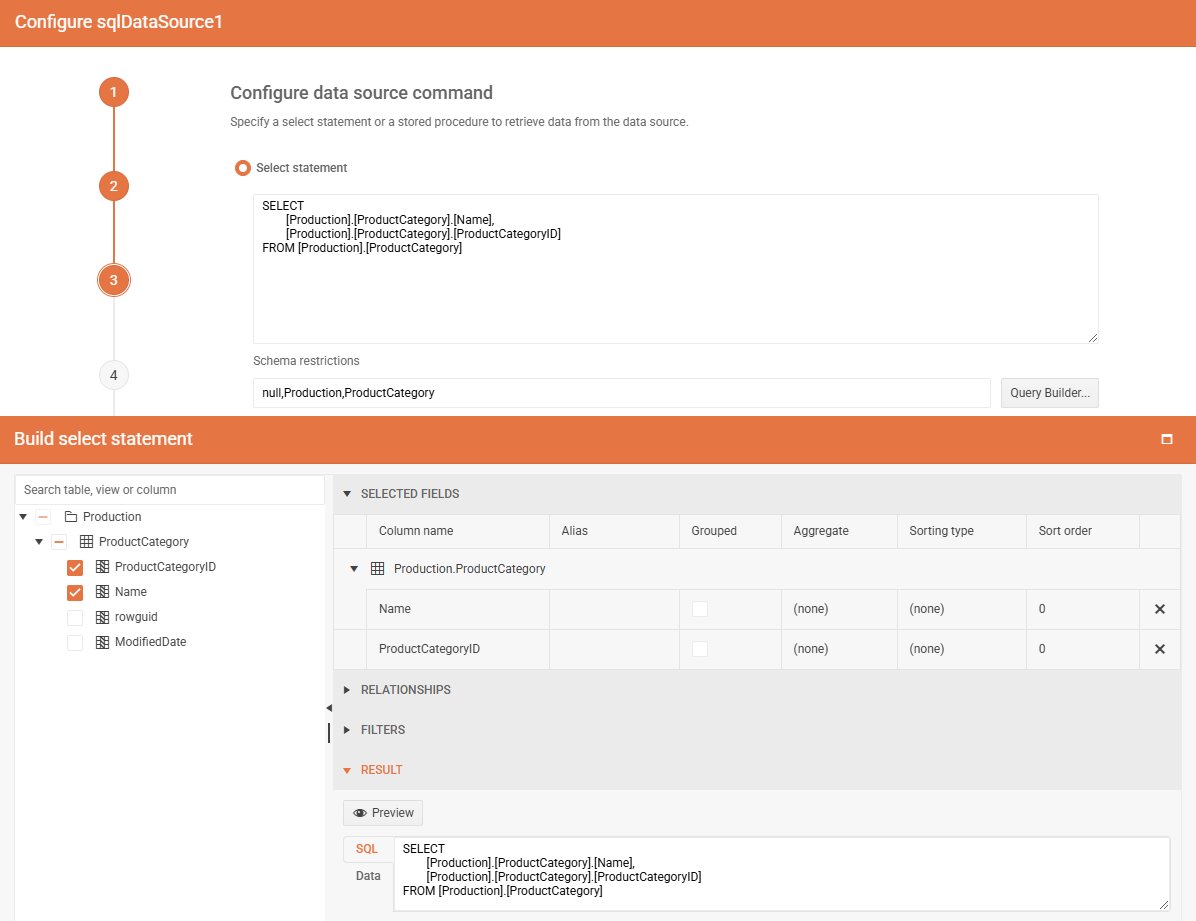 Configure sqlDataSource1
1
Configure data source command
Specify a select statement or a stored procedure to retrieve data from the data source.
Select statement
2
SELECT
[Production].[ProductCategory].[Name],
[Production].[ProductCategory].[ProductCategoryID]
FROM [Production].[ProductCategory]
3
Schema restrictions
4
null,Production,ProductCategory
Query Builder...
Build select statement
Search table, view or column
Production
ProductCategory
ProductCategoryID
Name
rowguid
ModifiedDate
SELECTED FIELDS
Column name Alias Grouped Aggregate Sorting type Sort order
Production.ProductCategory
Name (none) (none) 0
ProductCategoryID (none) (none) 0
RELATIONSHIPS
FILTERS
RESULT
Preview
SQL
Data
SELECT
[Production].[ProductCategory].[Name],
[Production].[ProductCategory].[ProductCategoryID]
FROM [Production].[ProductCategory]